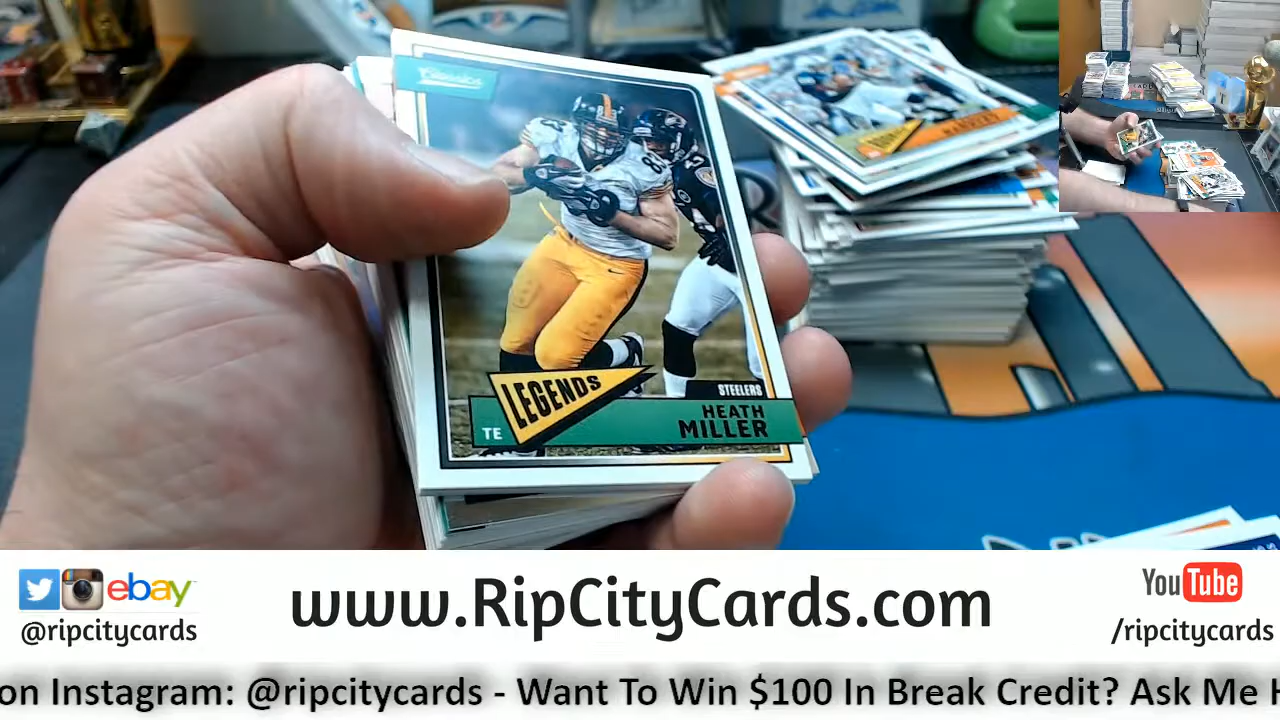 Classics
LEGENDS
STEELERS
HEATH
MILLER
TE
ebay
@ripcitycards
www.RipCityCards.com
YouTube
/ripcitycards
on Instagram: @ripcitycards - Want To Win $100 In Break Credit? Ask Me H